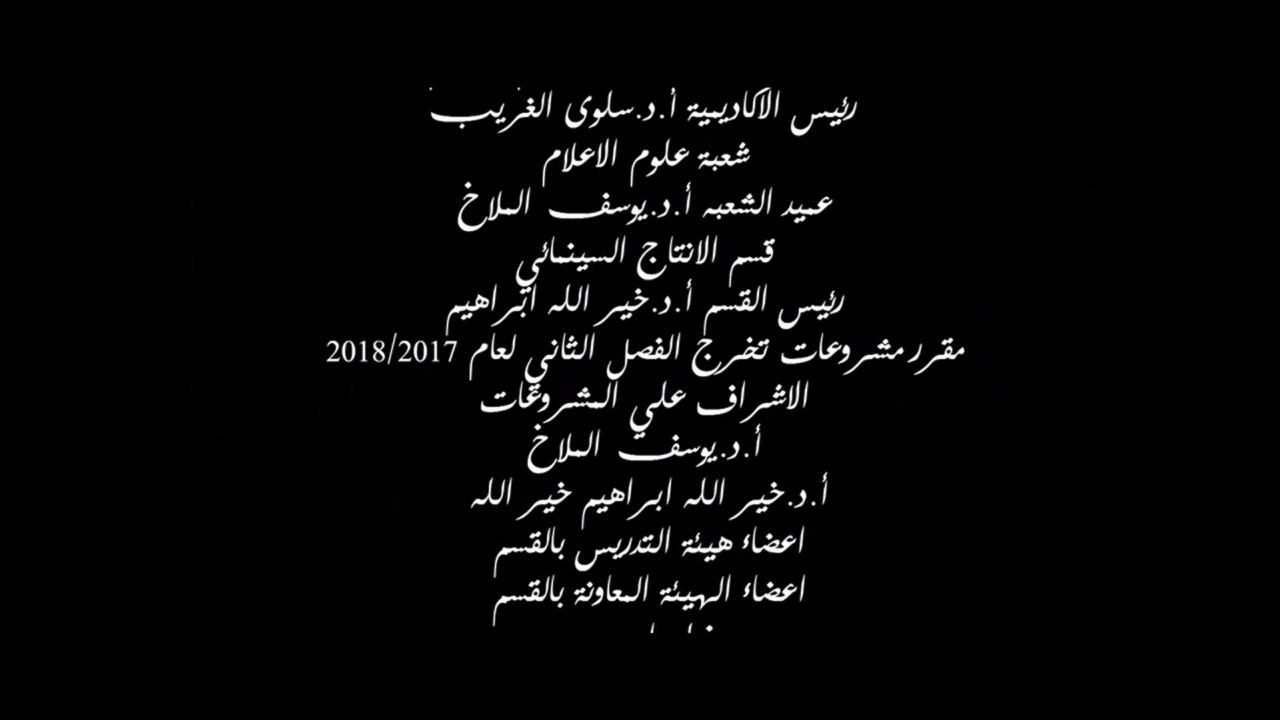 رئيس الاكاديمية أ.د.سلوى الغريب
شعبة علوم الاعلام
عميد الشعبه أ.د.يوسف الملاخ
قسم الانتاج السينمائي
رئيس القسم أ.د.خير الله ابراهيم
مقرر مشروعات تخرج الفصل الثاني لعام 2018/2017
الاشراف علي المشروعات
أ.د.يوسف الملاخ
أ.د.خير الله ابراهيم خير الله
اعضاء هيئة التدريس بالقسم
اعضاء الهيئة المعاونة بالقسم